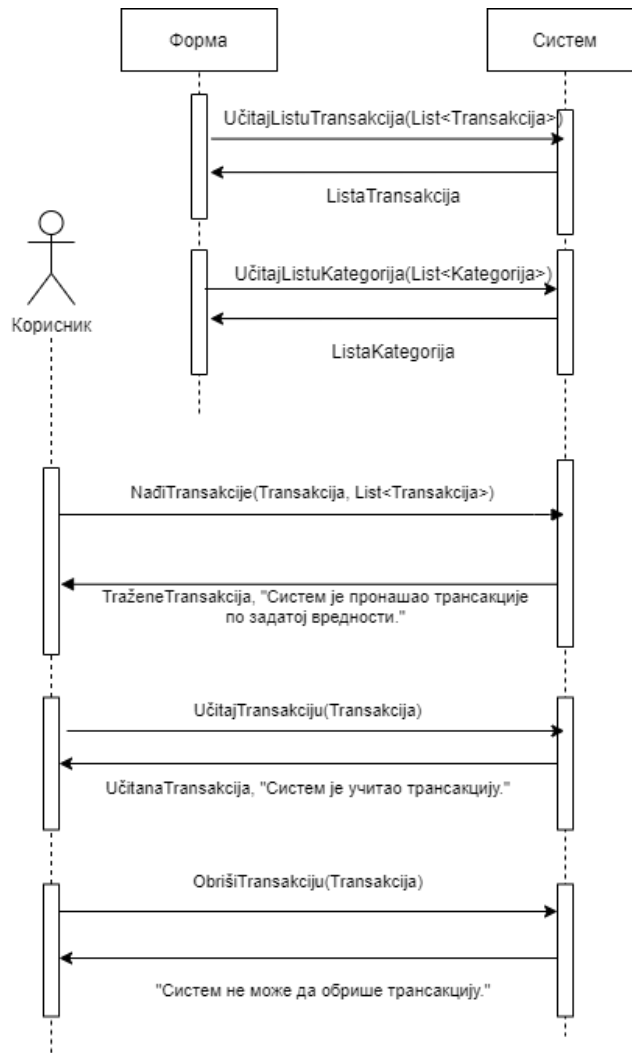 Форма
Систем
UčitajListuTransakcija(List<Transakcija>)
ListaTransakcija
UčitajListuKategorija(List<Kategorija>)
ListaKategorija
Корисник
NađiTransakcije(Transakcija, List<Transakcija>)
TraženeTransakcija, "Систем је пронашао трансакције
по задатој вредности."
UčitajTransakciju(Transakcija)
UčitanaTransakcija, "Систем је учитао трансакцију."
ObrišiTransakciju(Transakcija)
"Систем не може да обрише трансакцију."